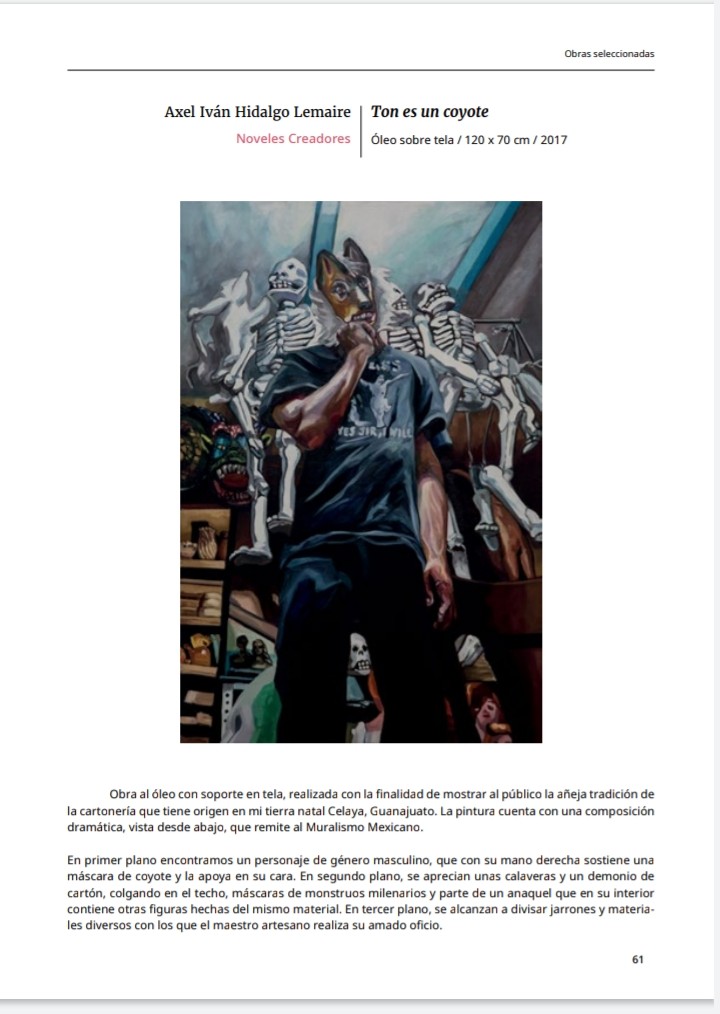 Obras seleccionadas
Axel Iván Hidalgo Lemaire
Noveles Creadores
Ton es un coyote
Óleo sobre tela / 120 x 70 cm / 2017
YES SIR, I WILL
Obra al óleo con soporte en tela, realizada con la finalidad de mostrar al público la añeja tradición de
la cartonería que tiene origen en mi tierra natal Celaya, Guanajuato. La pintura cuenta con una composición
dramática, vista desde abajo, que remite al Muralismo Mexicano.
En primer plano encontramos un personaje de género masculino, que con su mano derecha sostiene una
máscara de coyote y la apoya en su cara. En segundo plano, se aprecian unas calaveras y un demonio de
cartón, colgando en el techo, máscaras de monstruos milenarios y parte de un anaquel que en su interior
contiene otras figuras hechas del mismo material. En tercer plano, se alcanzan a divisar jarrones y materia-
les diversos con los que el maestro artesano realiza su amado oficio.
61